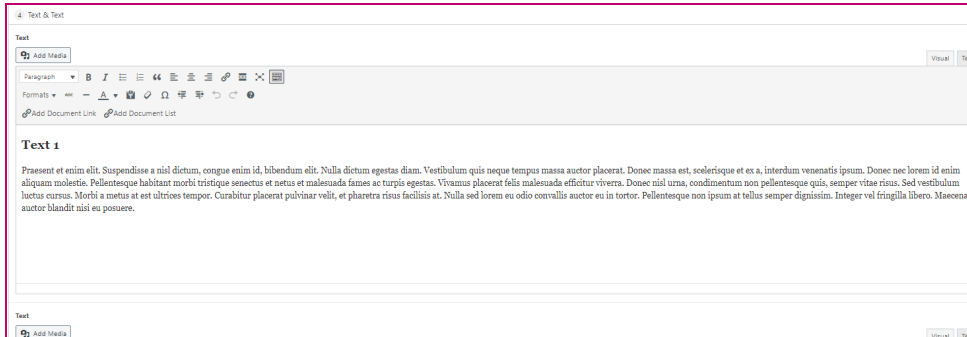 4 Text & Text
Text
Add Media
Visual
Paragraph
Formats
Add Document Link Add Document List
Text 1
Praesent et enim elit. Suspendisse a nisl dictum, congue enim id, bibendum elit. Nulla dictum egestas diam. Vestibulum quis neque tempus massa auctor placerat. Donec massa est, scelerisque et ex a, interdum venenatis ipsum. Donec nec lorem id enim
aliquam molestie. Pellentesque habitant morbi tristique senectus et netus et malesuada fames ac turpis egestas. Vivamus placerat felis malesuada efficitur viverra. Donec nisl urna, condimentum non pellentesque quis, semper vitae risus. Sed vestibulum
luctus cursus. Morbi a metus at est ultrices tempor. Curabitur placerat pulvinar velit, et pharetra risus facilisis at. Nulla sed lorem eu odio convallis auctor eu in tortor. Pellentesque non ipsum at tellus semper dignissim. Integer vel fringilla libero. Maecena
auctor blandit nisi eu posuere.
Text
Add Media
Visual